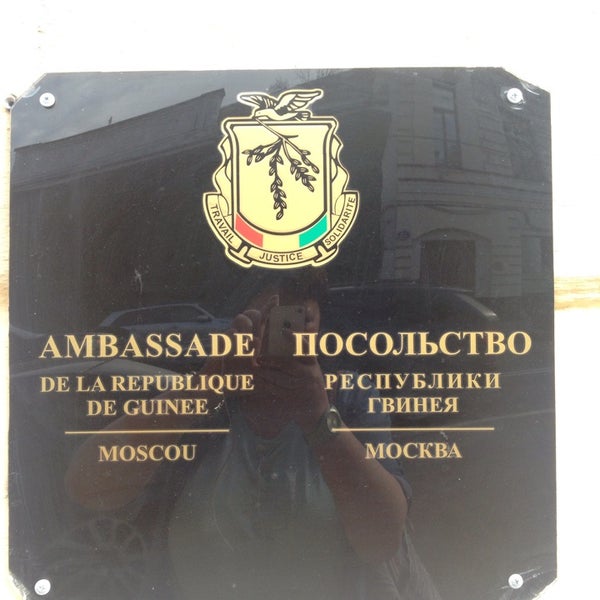 TRAVAIL
JUSTICE
SOLIDARITE
AMBASSADE
DE LA REPUBLIQUE
DE GUINEE
MOSCOU
ПОСОЛЬСТВО
РЕСПУБЛИКИ
ГВИНЕЯ
МОСКВА